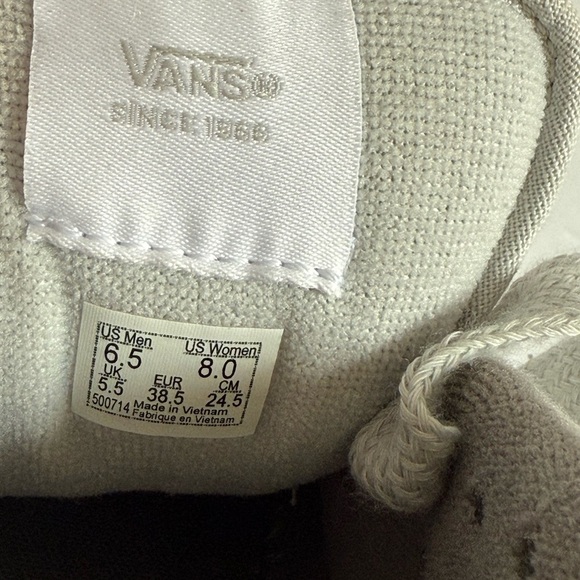 VANS
SINCE 1966
US Men US Women
6.5 8.0
UK EUR CM
5.5 38.5 24.5
500714 Made in Vietnam
Fabrique en Vietnam